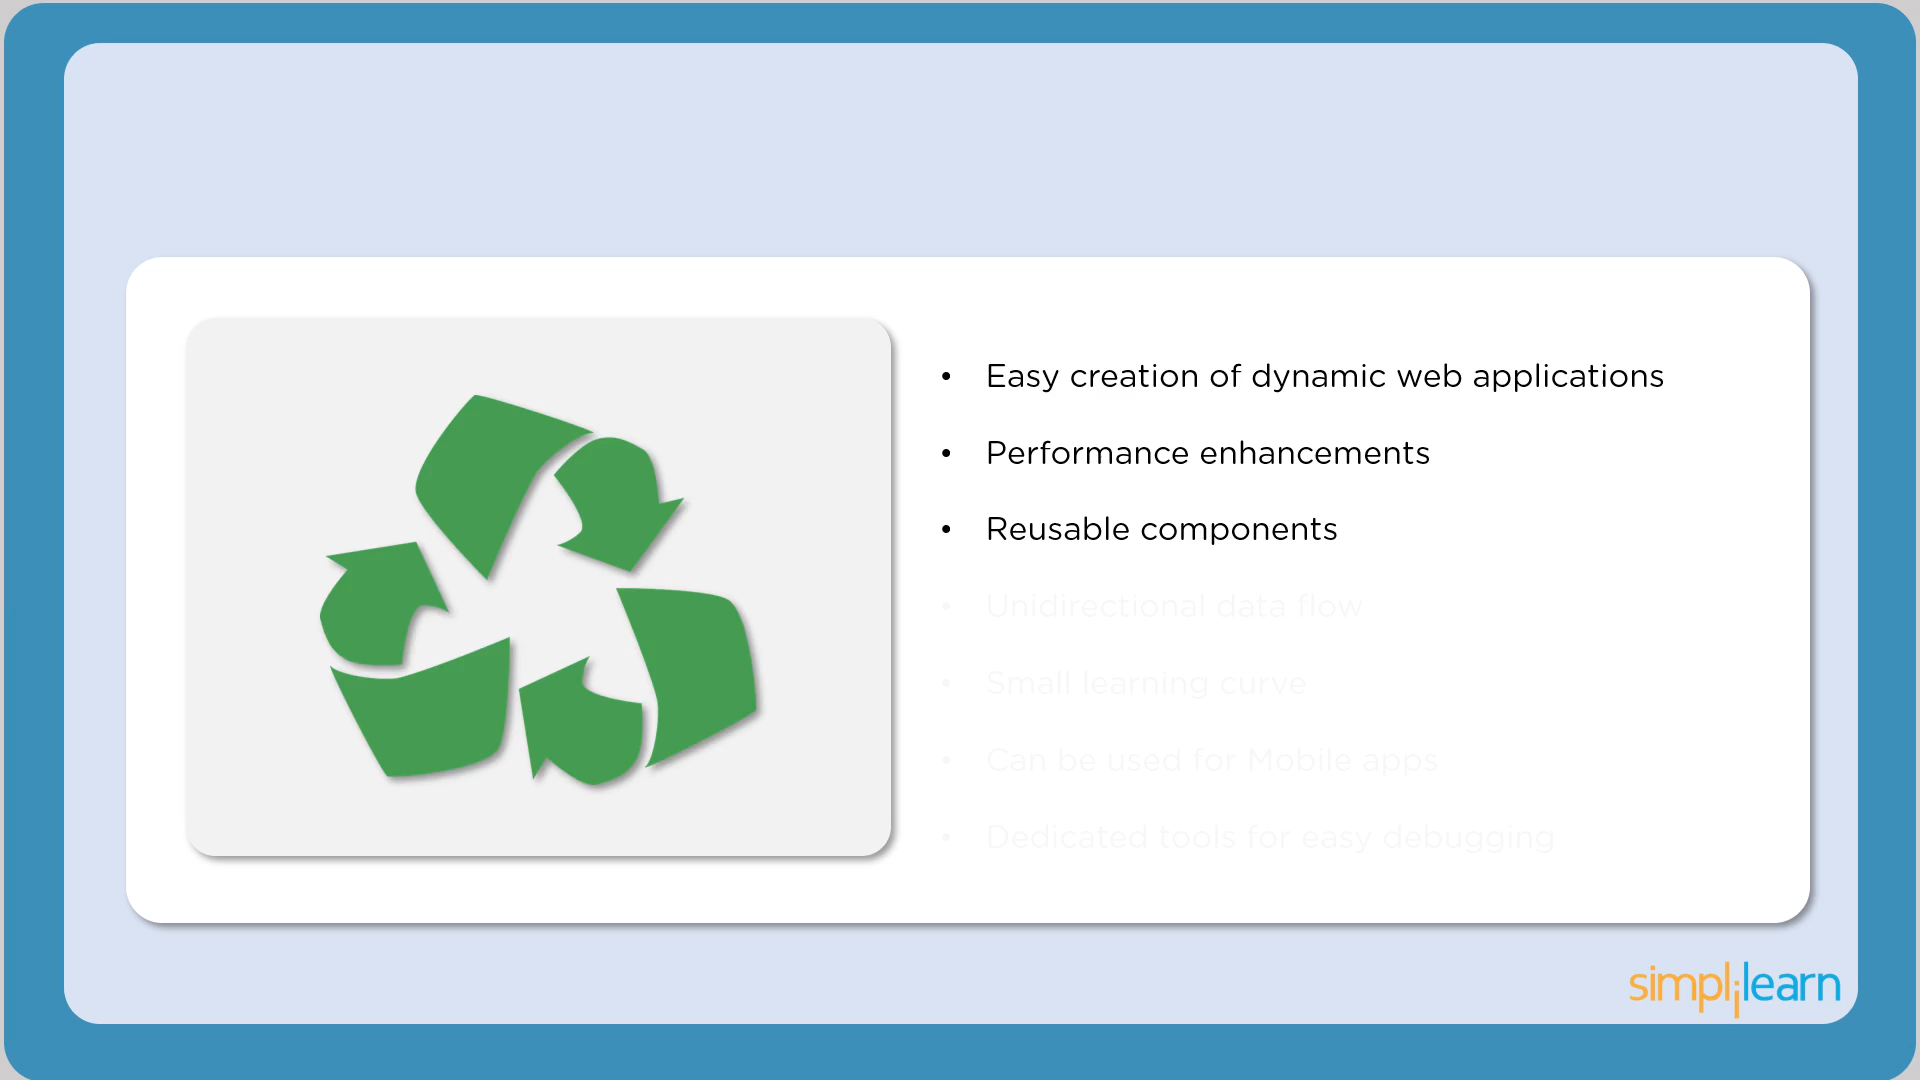 • Easy creation of dynamic web applications
• Performance enhancements
• Reusable components
• Unidirectional data flow
• Small learning curve
• Can be used for Mobile apps
• Dedicated tools for easy debugging
simplilearn